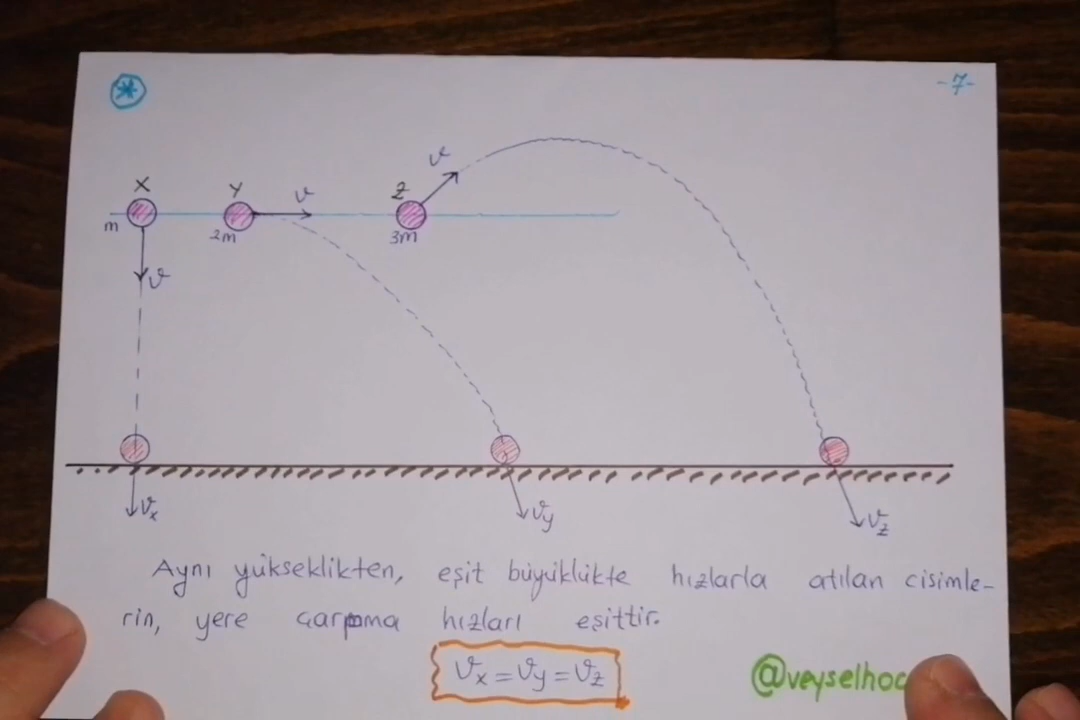 -7-
X
Y
Z
v
v
v
m
2m
3m
vx
vy
vz
Aynı yükseklikten, eşit büyüklükte hızlarla atılan cisimle-
rin, yere çarpma hızları eşittir.
vx = vy = vz
@veyselhoc